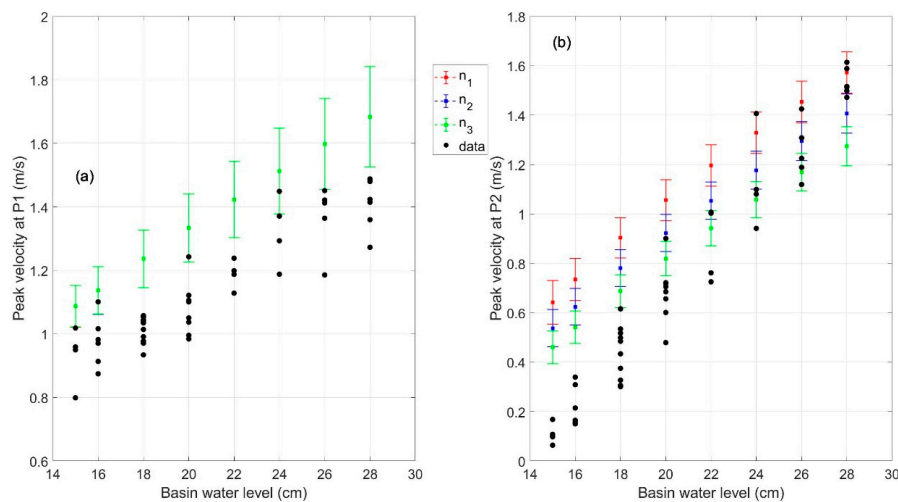 2
1.8
1.6
1.4
1.2
1
0.8
0.6
14 16 18 20 22 24 26 28 30
Peak velocity at P1 (m/s)
Basin water level (cm)
(a)
n1
n2
n3
data
1.8
1.6
1.4
1.2
1
0.8
0.6
0.4
0.2
0
14 16 18 20 22 24 26 28 30
Peak velocity at P2 (m/s)
Basin water level (cm)
(b)